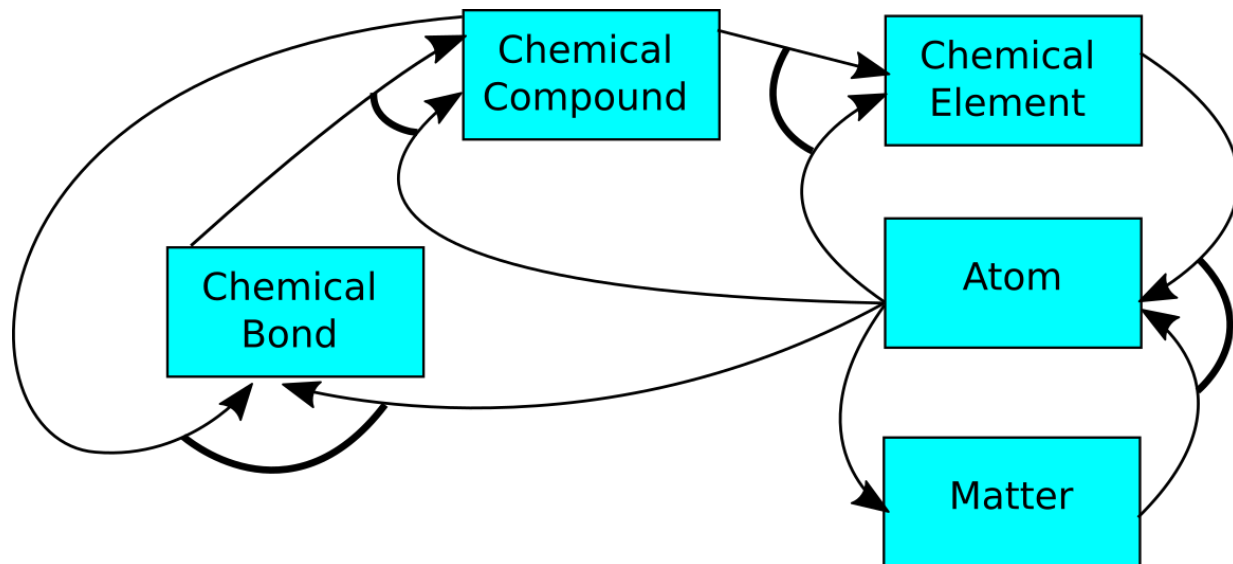 Chemical
Compound
Chemical
Element
Chemical
Bond
Atom
Matter